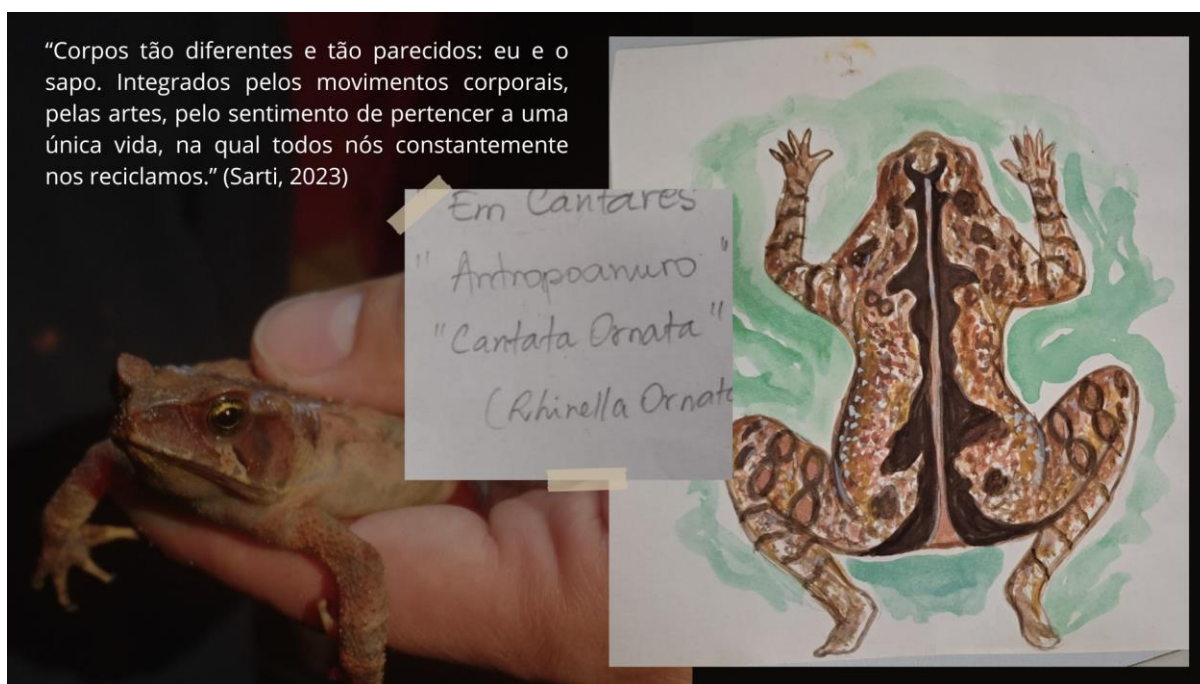 “Corpos tão diferentes e tão parecidos: eu e o
sapo. Integrados pelos movimentos corporais,
pelas artes, pelo sentimento de pertencer a uma
única vida, na qual todos nós constantemente
nos reciclamos.” (Sarti, 2023)
Em Cantares
" Antropoanuro "
"Cantata Ornata"
(Rhinella Ornat